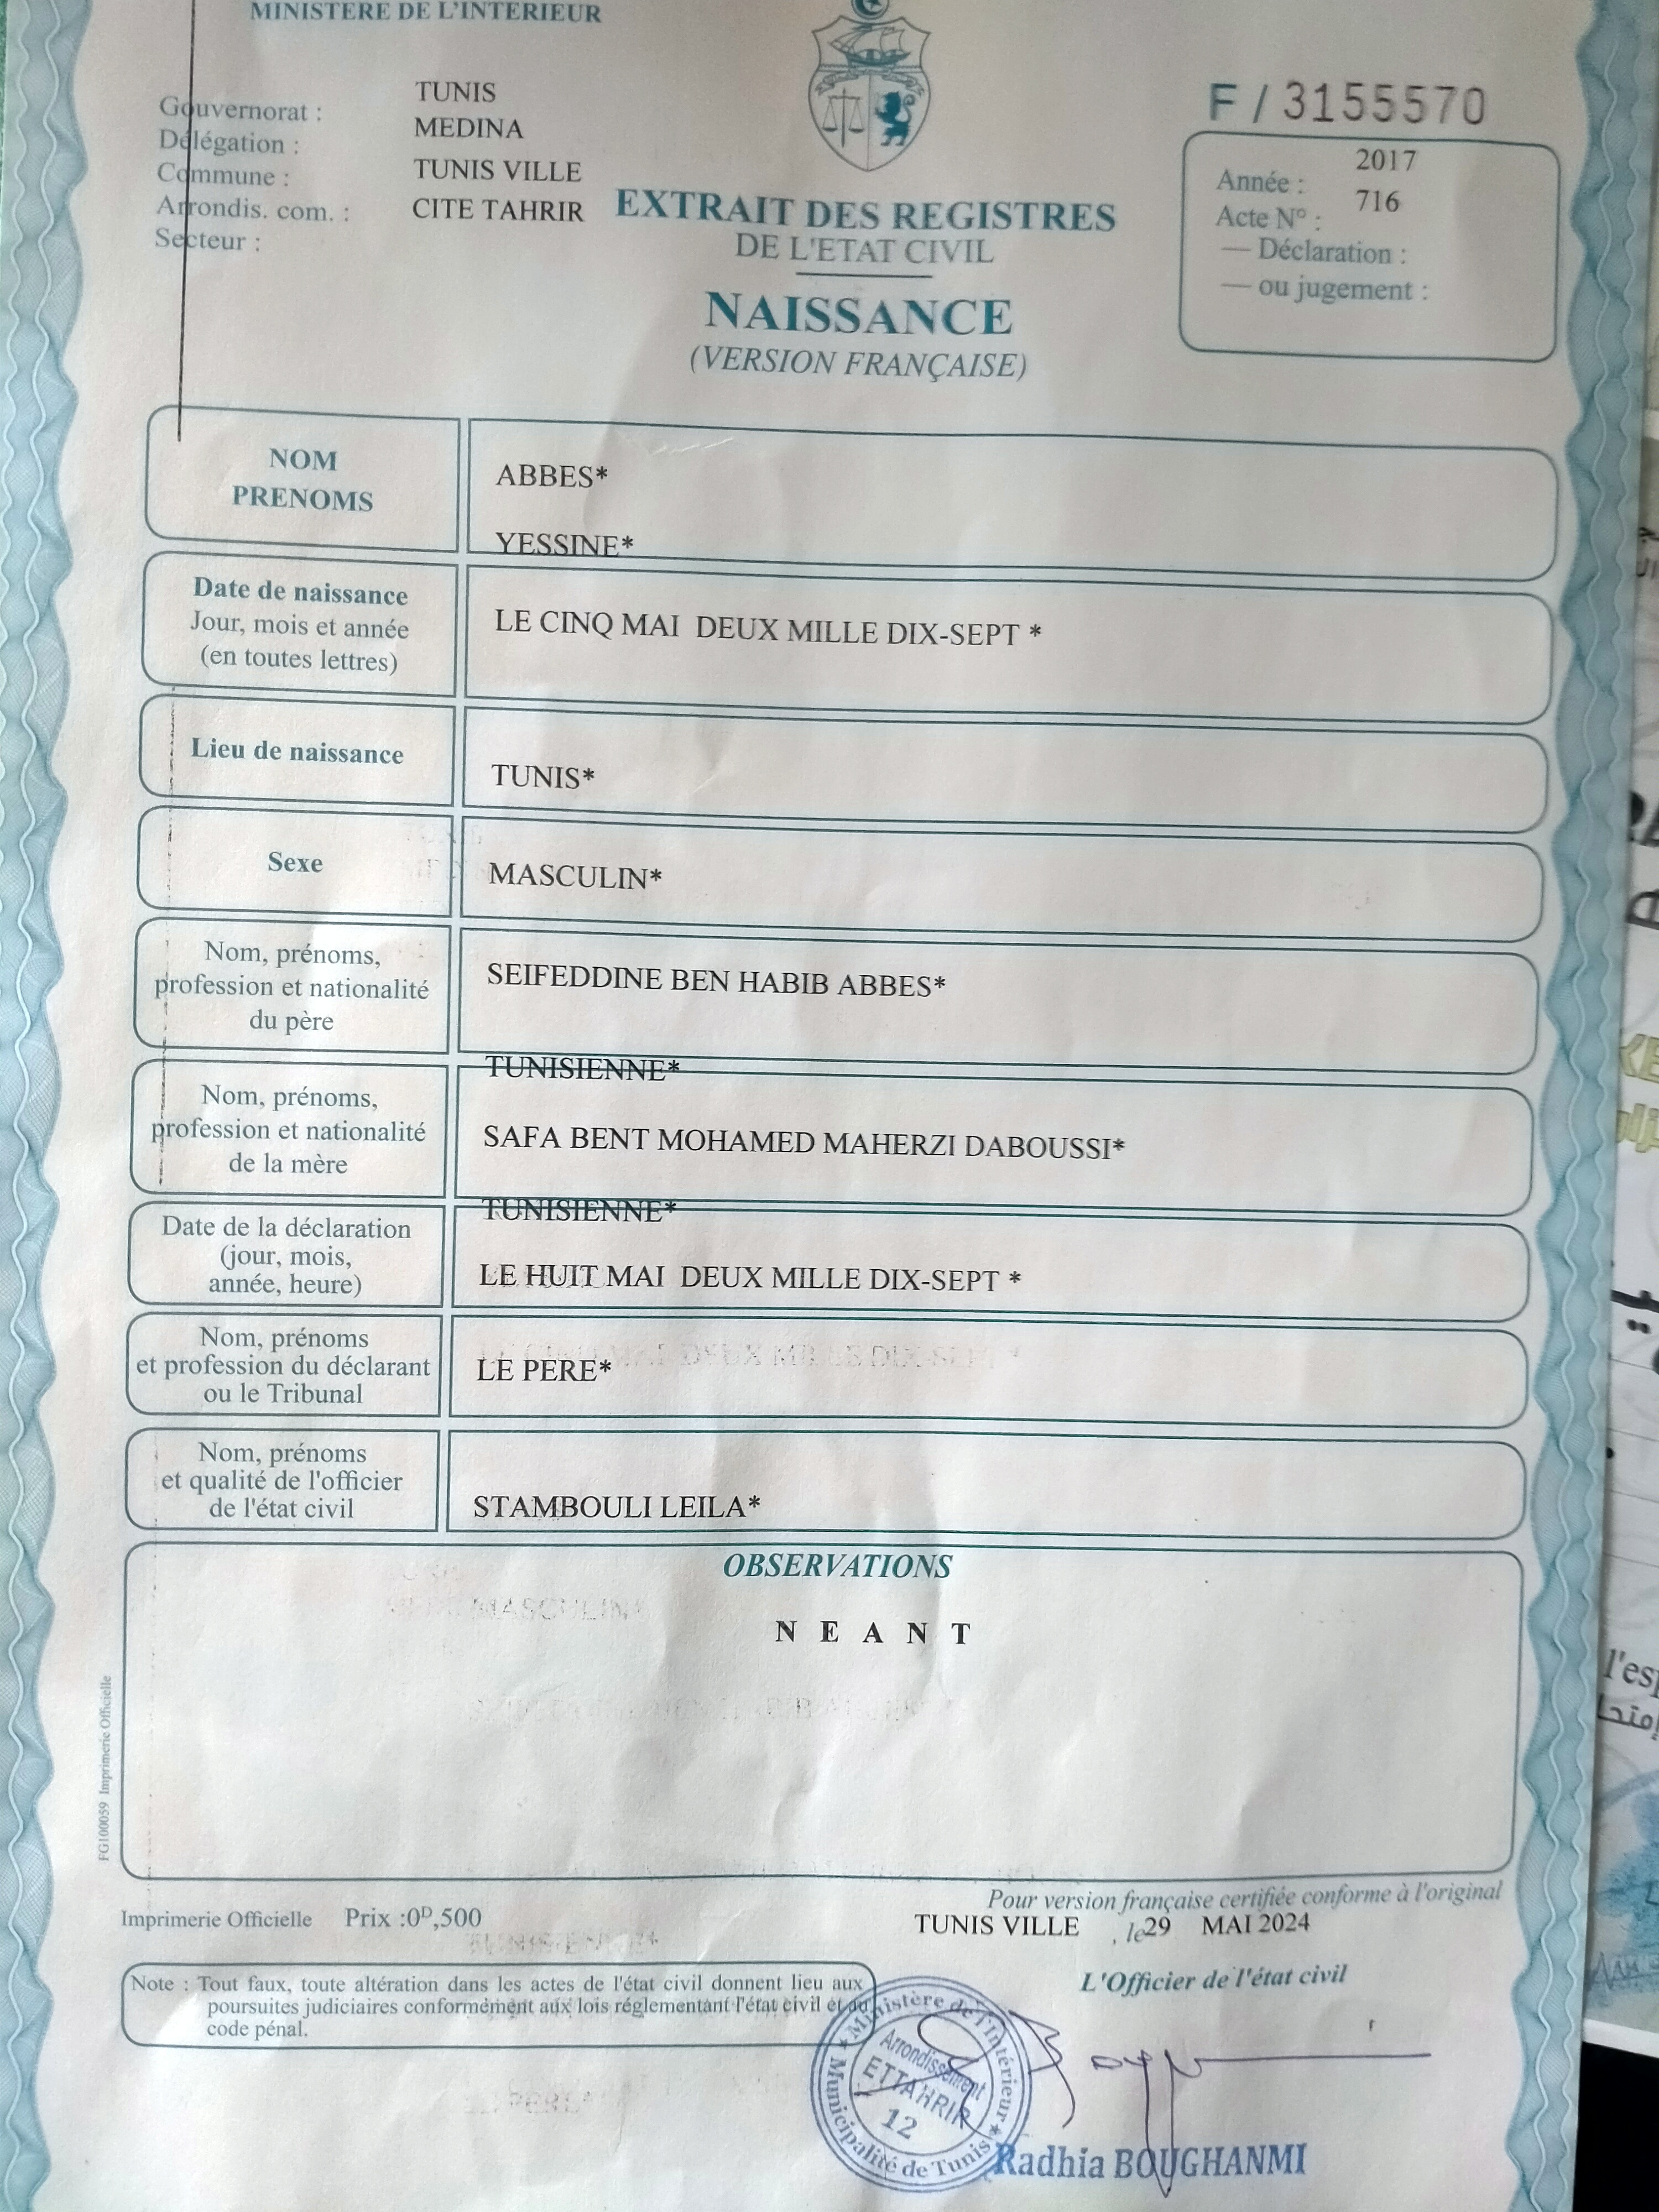 MINISTERE DE L'INTERIEUR
Gouvernorat : TUNIS
Délégation : MEDINA
Commune : TUNIS VILLE
Arrondis. com. : CITE TAHRIR
Secteur :
F / 3155570
Année : 2017
Acte N° : 716
— Déclaration :
— ou jugement :
EXTRAIT DES REGISTRES
DE L'ETAT CIVIL
NAISSANCE
(VERSION FRANÇAISE)
NOM
PRENOMS
ABBES*
YESSINE*
Date de naissance
Jour, mois et année
(en toutes lettres)
LE CINQ MAI DEUX MILLE DIX-SEPT *
Lieu de naissance
TUNIS*
Sexe
MASCULIN*
Nom, prénoms,
profession et nationalité
du père
SEIFEDDINE BEN HABIB ABBES*
TUNISIENNE*
Nom, prénoms,
profession et nationalité
de la mère
SAFA BENT MOHAMED MAHERZI DABOUSSI*
TUNISIENNE*
Date de la déclaration
(jour, mois,
année, heure)
LE HUIT MAI DEUX MILLE DIX-SEPT *
Nom, prénoms
et profession du déclarant
ou le Tribunal
LE PERE*
Nom, prénoms
et qualité de l'officier
de l'état civil
STAMBOULI LEILA*
OBSERVATIONS
N E A N T
FG100059 Imprimerie Officielle
Imprimerie Officielle Prix :0D,500
Pour version française certifiée conforme à l'original
TUNIS VILLE , le 29 MAI 2024
L'Officier de l'état civil
Note : Tout faux, toute altération dans les actes de l'état civil donnent lieu aux
poursuites judiciaires conformément aux lois réglementant l'état civil et du
code pénal.
Ministère de l'Intérieur
Municipalité de Tunis
Arrondissement
ETTAHRIR
12
Radhia BOUGHANMI
l'es